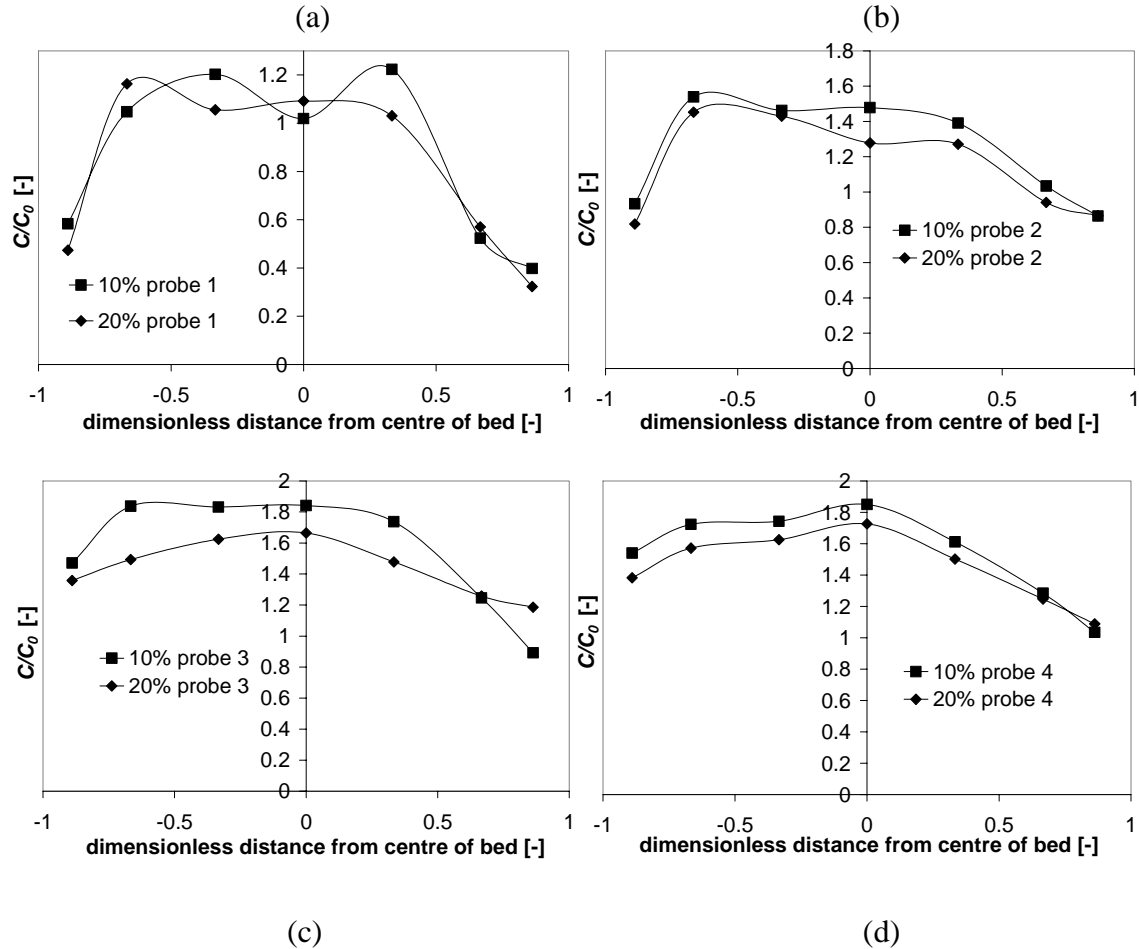 (a)
(b)
1.2
1
0.8
0.6
0.4
0.2
0
-1
-0.5
0
0.5
1
C/C0 [-]
dimensionless distance from centre of bed [-]
10% probe 1
20% probe 1
1.8
1.6
1.4
1.2
1
0.8
0.6
0.4
0.2
0
-1
-0.5
0
0.5
1
C/C0 [-]
dimensionless distance from centre of bed [-]
10% probe 2
20% probe 2
2
1.8
1.6
1.4
1.2
1
0.8
0.6
0.4
0.2
0
-1
-0.5
0
0.5
1
C/C0 [-]
dimensionless distance from centre of bed [-]
10% probe 3
20% probe 3
2
1.8
1.6
1.4
1.2
1
0.8
0.6
0.4
0.2
0
-1
-0.5
0
0.5
1
C/C0 [-]
dimensionless distance from centre of bed [-]
10% probe 4
20% probe 4
(c)
(d)